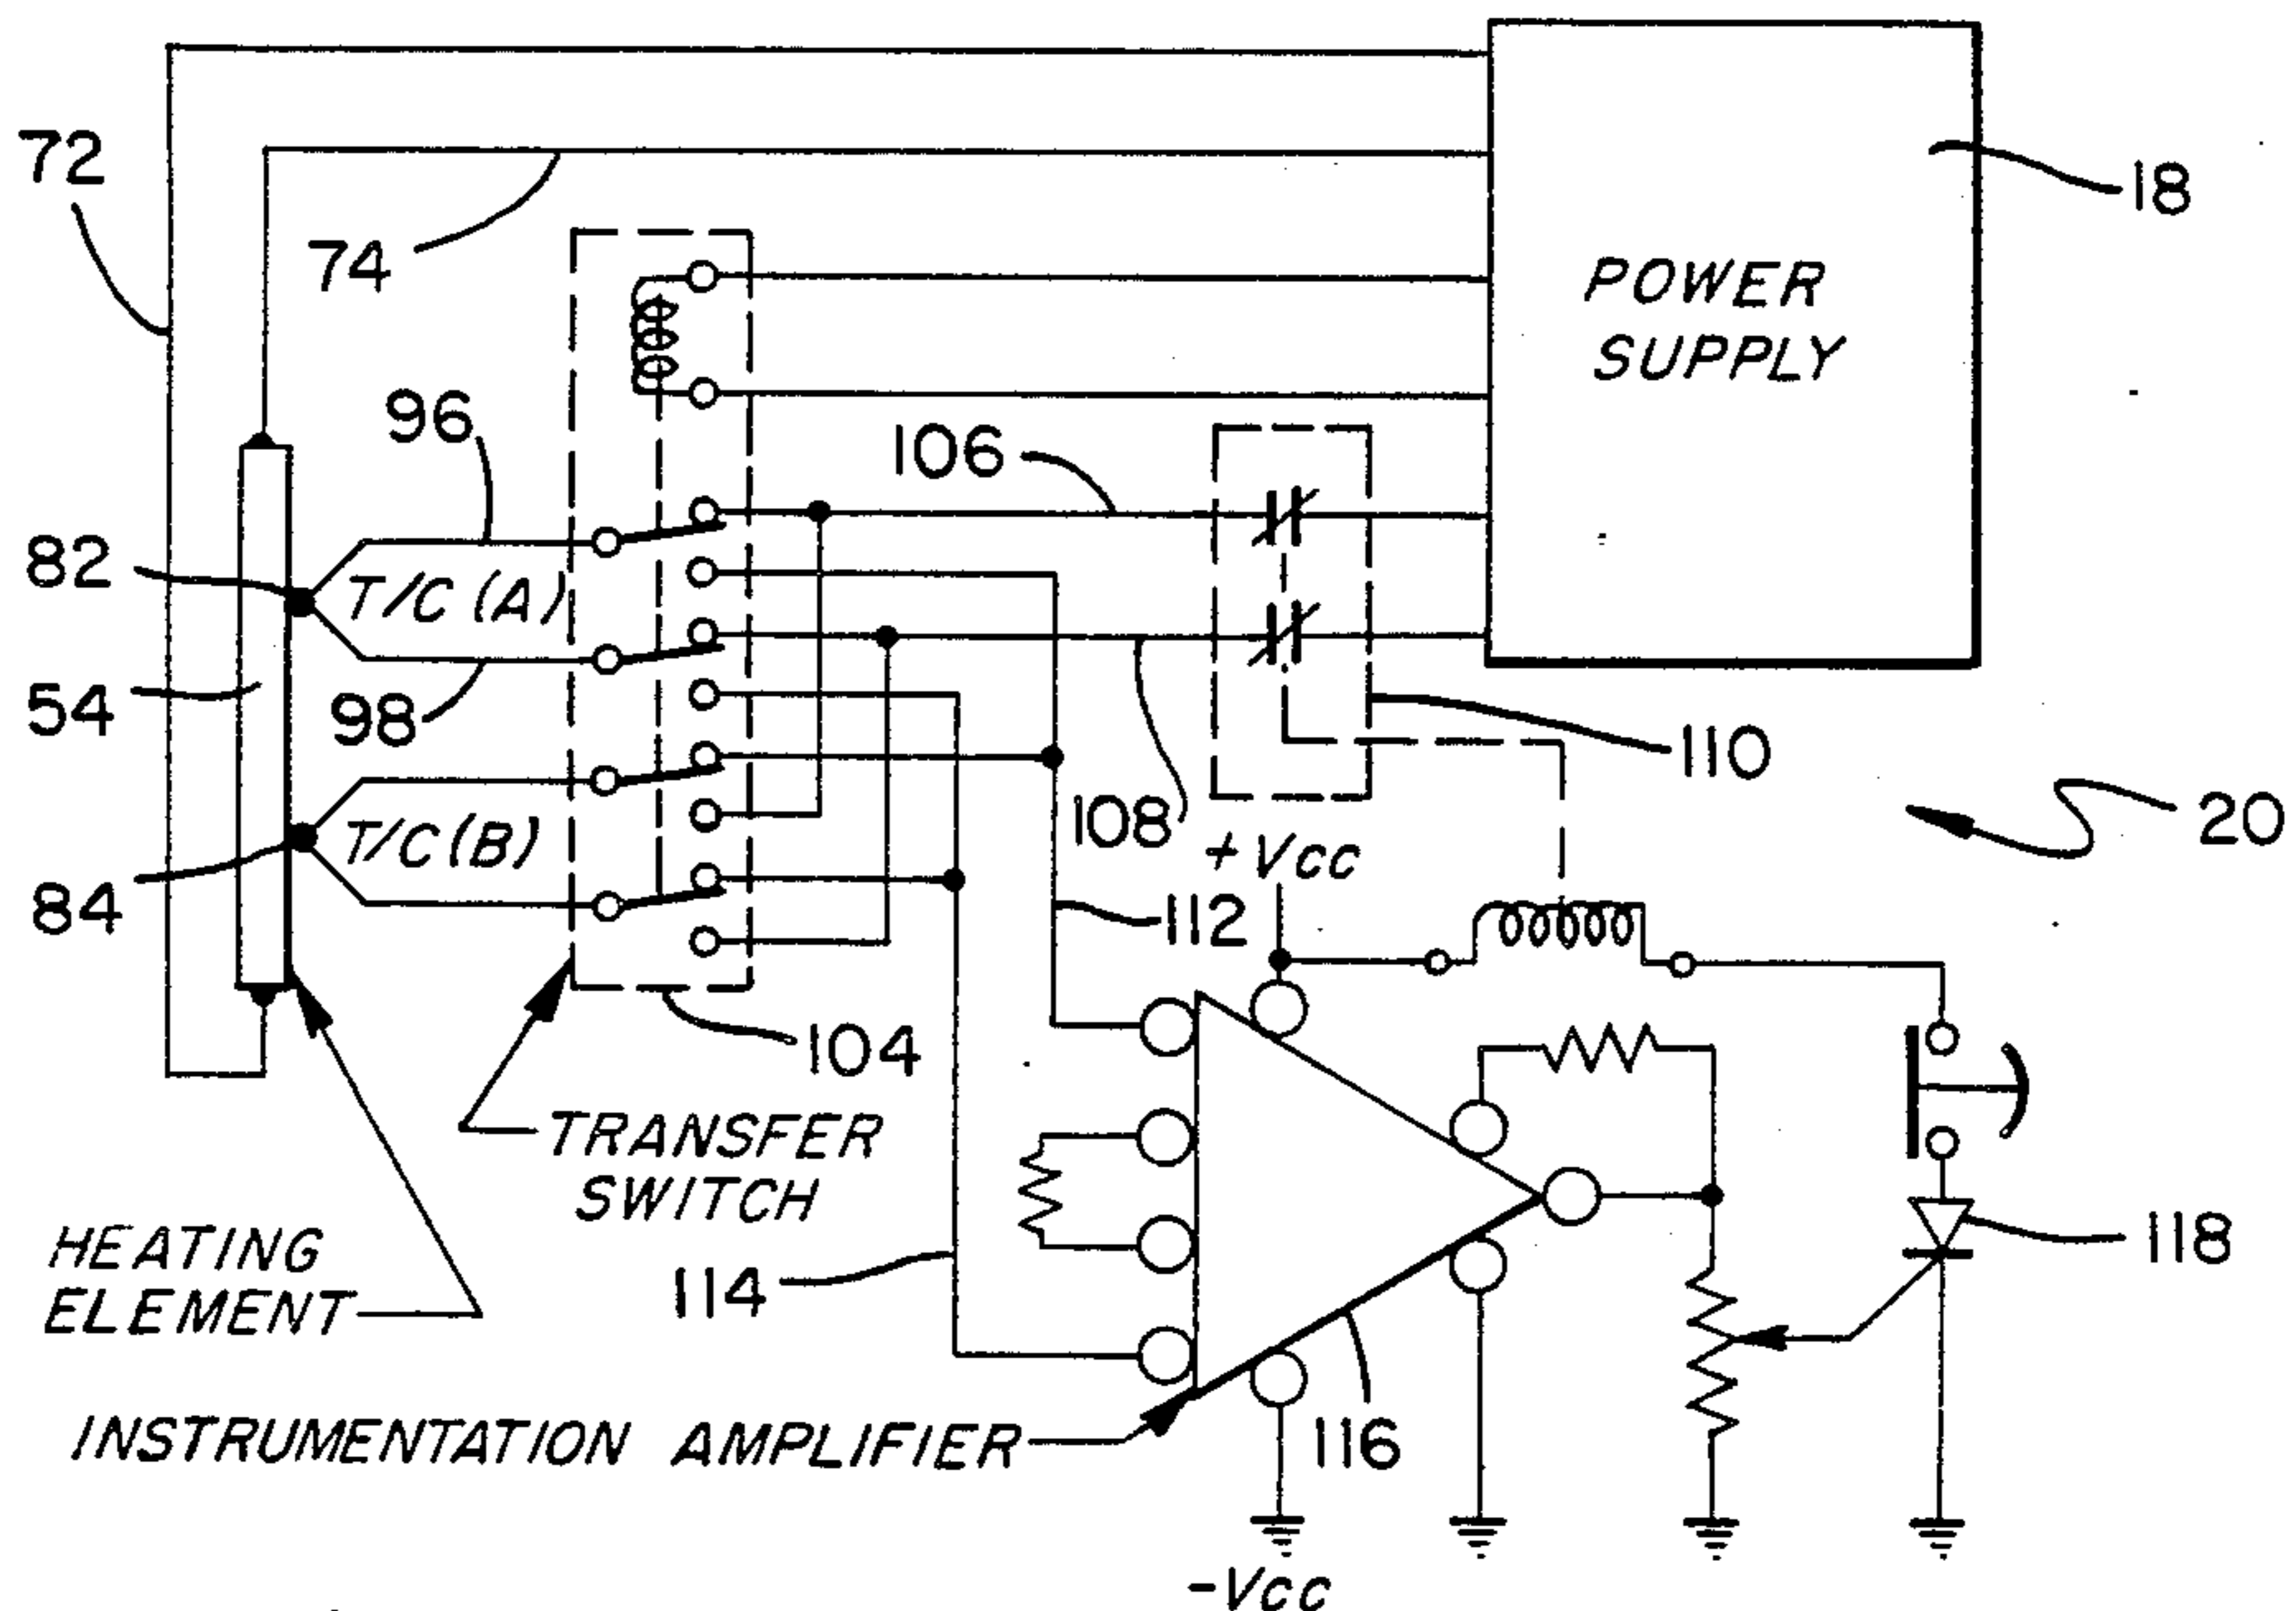 72
74
18
POWER
SUPPLY
96
106
82
T/C (A)
54
98
110
108
20
T/C (B)
84
+Vcc
112
104
TRANSFER
SWITCH
118
HEATING
ELEMENT
114
INSTRUMENTATION AMPLIFIER
116
-Vcc